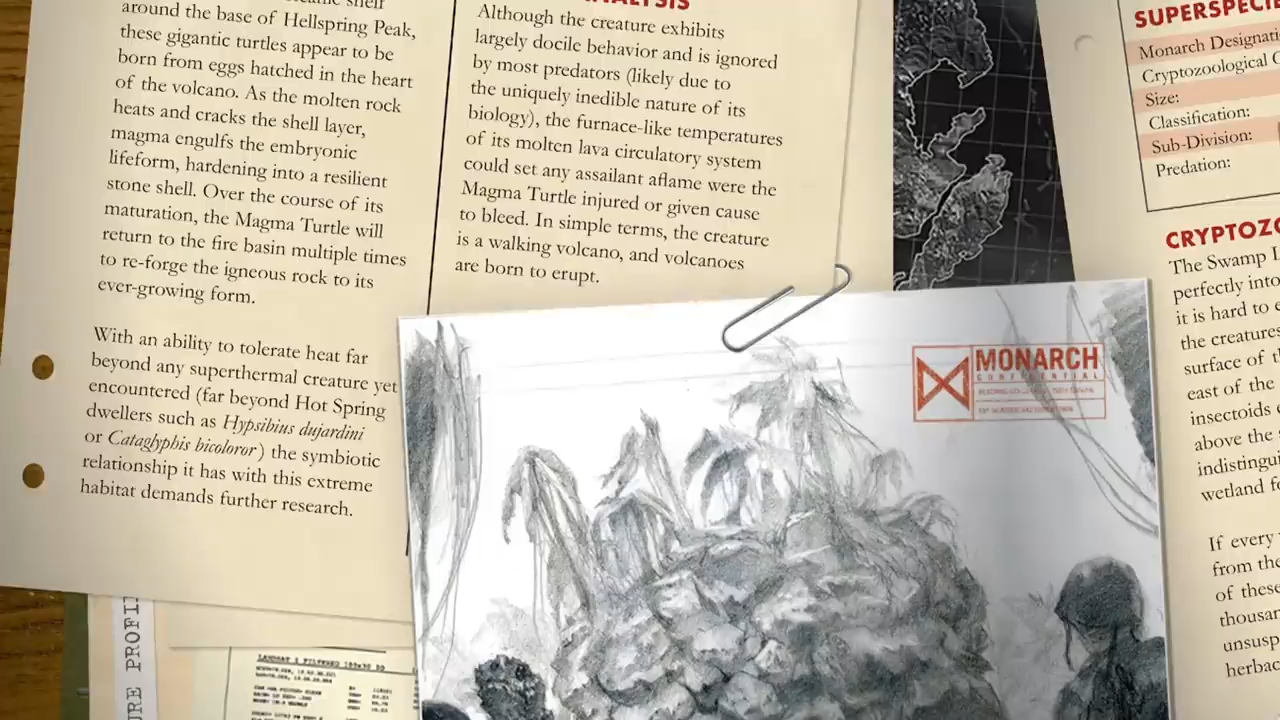 around the base of Hellspring Peak,
these gigantic turtles appear to be
born from eggs hatched in the heart
of the volcano. As the molten rock
heats and cracks the shell layer,
magma engulfs the embryonic
lifeform, hardening into a resilient
stone shell. Over the course of its
maturation, the Magma Turtle will
return to the fire basin multiple times
to re-forge the igneous rock to its
ever-growing form.
With an ability to tolerate heat far
beyond any superthermal creature yet
encountered (far beyond Hot Spring
dwellers such as Hypsibius dujardini
or Cataglyphis bicoloror) the symbiotic
relationship it has with this extreme
habitat demands further research.
Although the creature exhibits
largely docile behavior and is ignored
by most predators (likely due to
the uniquely inedible nature of its
biology), the furnace-like temperatures
of its molten lava circulatory system
could set any assailant aflame were the
Magma Turtle injured or given cause
to bleed. In simple terms, the creature
is a walking volcano, and volcanoes
are born to erupt.
MONARCH
CONFIDENTIAL
SUPERSPECIE
Monarch Designati
Cryptozoological
Size:
Classification:
Sub-Division:
Predation:
CRYPTOZO
The Swamp
perfectly into
it is hard to
the creatures
surface of
east of the
insectoids
above the
indistingui
wetland
If every
from the
of these
thousan
unsusp
herbac
URE PROFI
LANDSAT